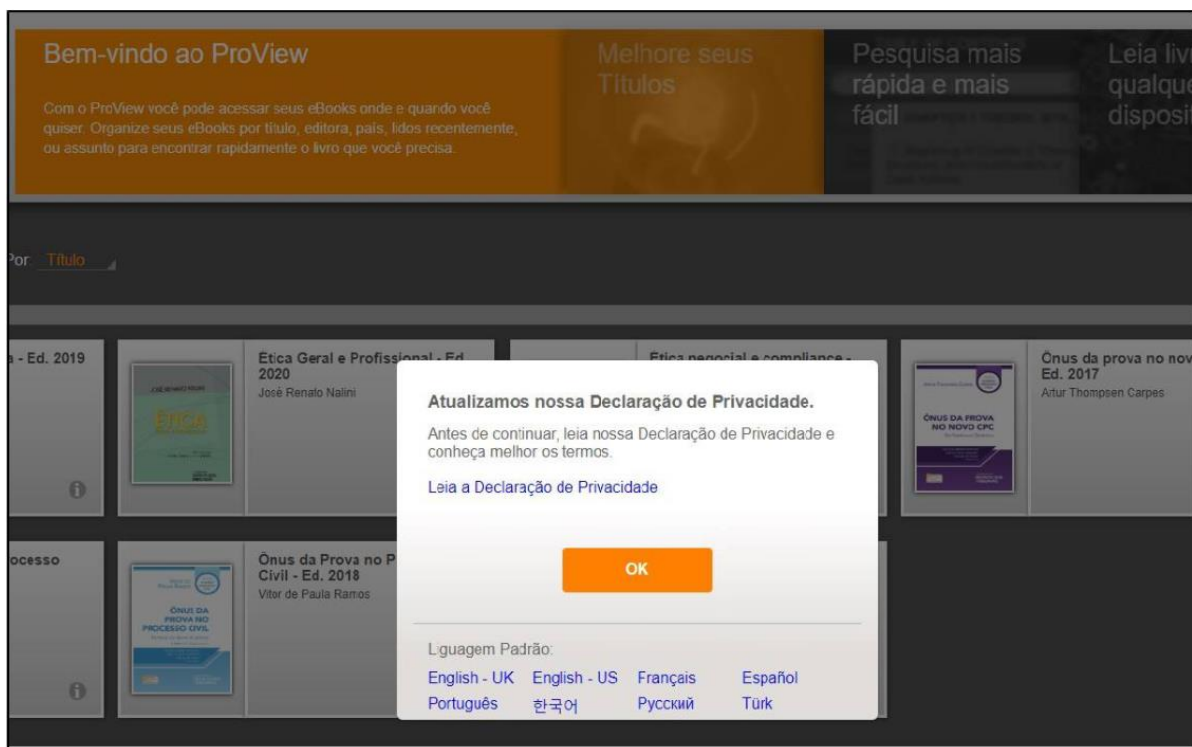 Bem-vindo ao ProView
Com o ProView você pode acessar seus eBooks onde e quando você
quiser. Organize seus eBooks por título, editora, país, lidos recentemente,
ou assunto para encontrar rapidamente o livro que você precisa.
Melhore seus
Títulos
Pesquisa mais
rápida e mais
fácil
Leia livr
qualque
disposit
Por: Título
a - Ed. 2019
ÉTICA
Ética Geral e Profissional - Ed.
2020
José Renato Nalini
Ética negocial e compliance -
ÔNUS DA PROVA
NO NOVO CPC
Ônus da prova no nov
Ed. 2017
Artur Thompsen Carpes
Atualizamos nossa Declaração de Privacidade.
Antes de continuar, leia nossa Declaração de Privacidade e
conheça melhor os termos.
Leia a Declaração de Privacidade
OK
ocesso
ÔNUS DA
PROVA NO
PROCESSO CIVIL
Ônus da Prova no P
Civil - Ed. 2018
Vitor de Paula Ramos
Liguagem Padrão:
English - UK English - US Français Español
Português 한국어 Русский Türk